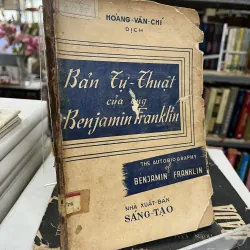 HOÀNG-VĂN-CHÍ
DỊCH
Bản Tự-Thuật
của ông
Benjamin Franklin
THE AUTOBIOGRAPHY
BENJAMIN FRANKLIN
NHÀ XUẤT-BẢN
SÁNG-TẠO